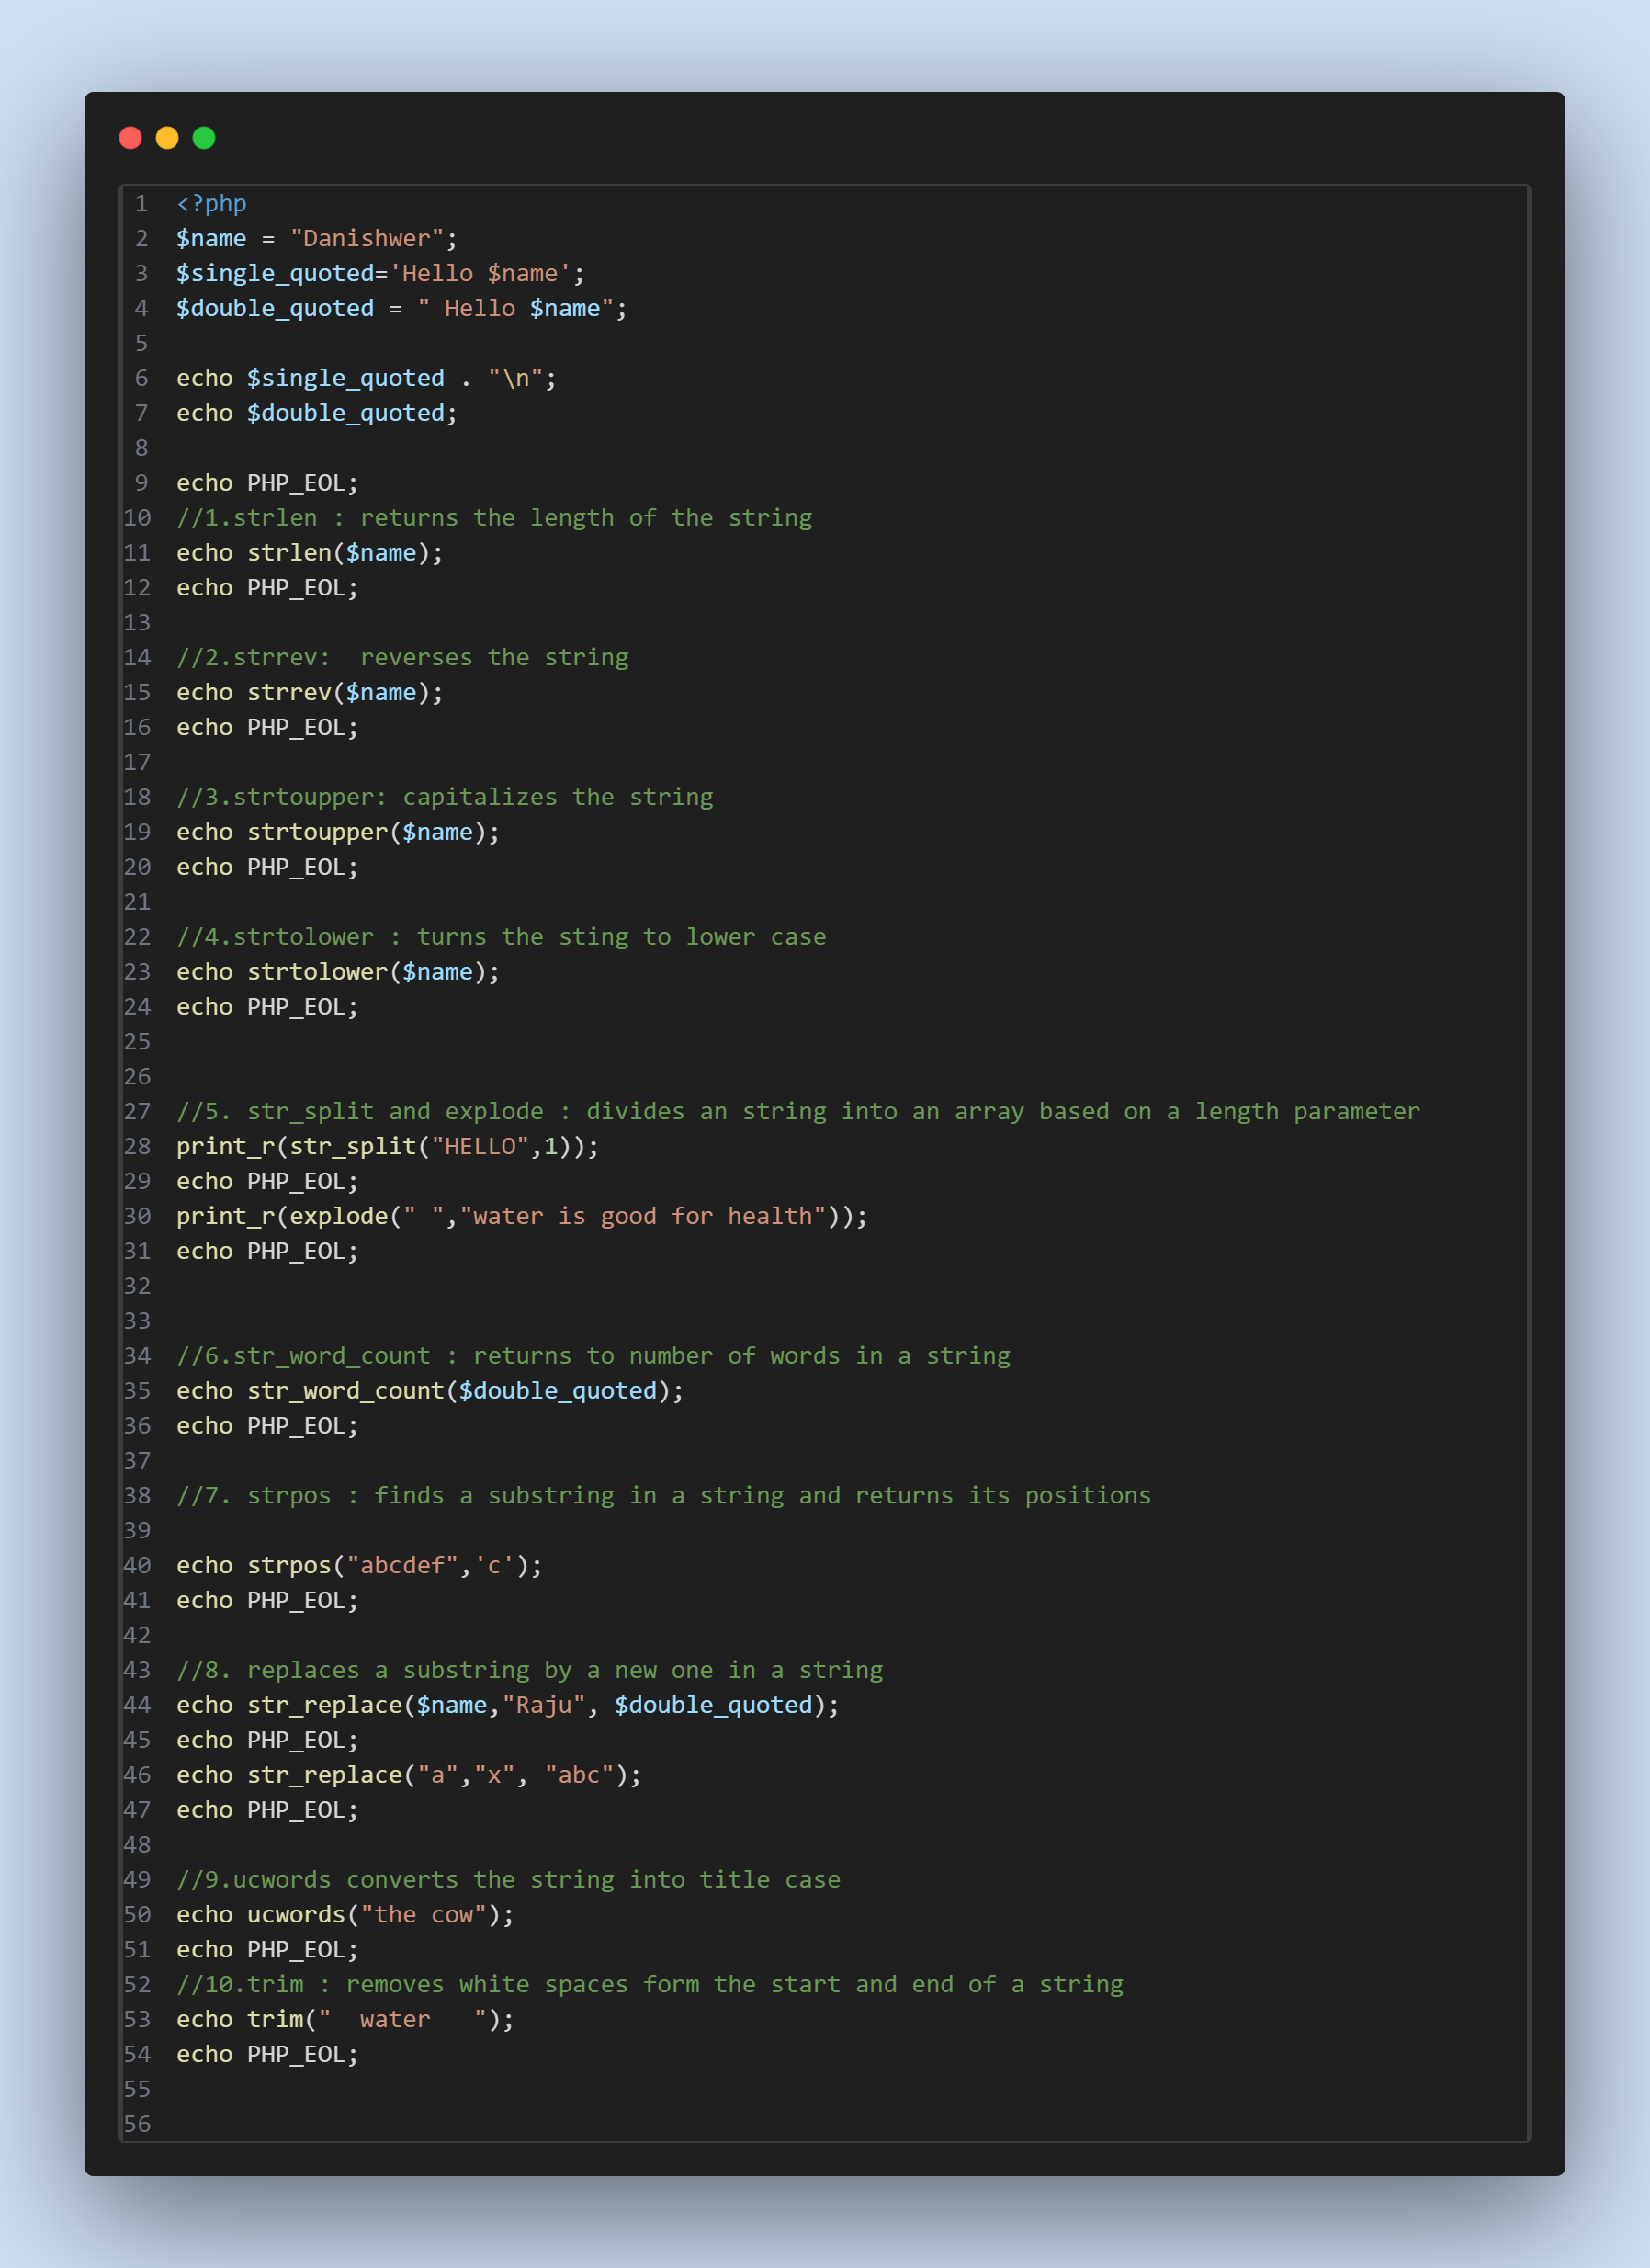 1 <?php
2 $name = "Danishwer";
3 $single_quoted='Hello $name';
4 $double_quoted = " Hello $name";
5
6 echo $single_quoted . "\n";
7 echo $double_quoted;
8
9 echo PHP_EOL;
10 //1.strlen : returns the length of the string
11 echo strlen($name);
12 echo PHP_EOL;
13
14 //2.strrev:  reverses the string
15 echo strrev($name);
16 echo PHP_EOL;
17
18 //3.strtoupper: capitalizes the string
19 echo strtoupper($name);
20 echo PHP_EOL;
21
22 //4.strtolower : turns the sting to lower case
23 echo strtolower($name);
24 echo PHP_EOL;
25
26
27 //5. str_split and explode : divides an string into an array based on a length parameter
28 print_r(str_split("HELLO",1));
29 echo PHP_EOL;
30 print_r(explode(" ","water is good for health"));
31 echo PHP_EOL;
32
33
34 //6.str_word_count : returns to number of words in a string
35 echo str_word_count($double_quoted);
36 echo PHP_EOL;
37
38 //7. strpos : finds a substring in a string and returns its positions
39
40 echo strpos("abcdef",'c');
41 echo PHP_EOL;
42
43 //8. replaces a substring by a new one in a string
44 echo str_replace($name,"Raju", $double_quoted);
45 echo PHP_EOL;
46 echo str_replace("a","x", "abc");
47 echo PHP_EOL;
48
49 //9.ucwords converts the string into title case
50 echo ucwords("the cow");
51 echo PHP_EOL;
52 //10.trim : removes white spaces form the start and end of a string
53 echo trim("  water   ");
54 echo PHP_EOL;
55
56